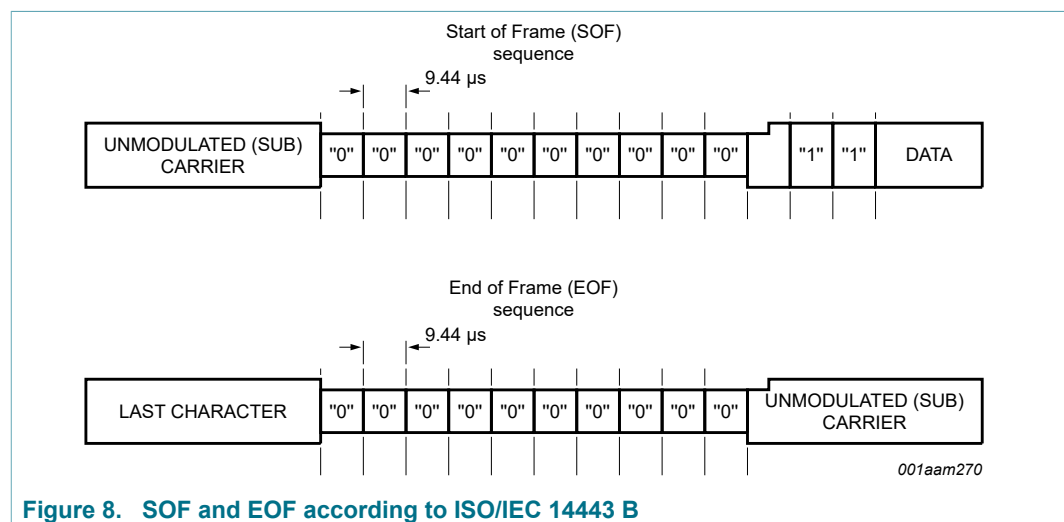 Start of Frame (SOF)
sequence
9.44 µs
UNMODULATED (SUB)
CARRIER
"0" "0" "0" "0" "0" "0" "0" "0" "0" "0" "1" "1" DATA
End of Frame (EOF)
sequence
9.44 µs
LAST CHARACTER "0" "0" "0" "0" "0" "0" "0" "0" "0" "0"
UNMODULATED (SUB)
CARRIER
001aam270
Figure 8. SOF and EOF according to ISO/IEC 14443 B